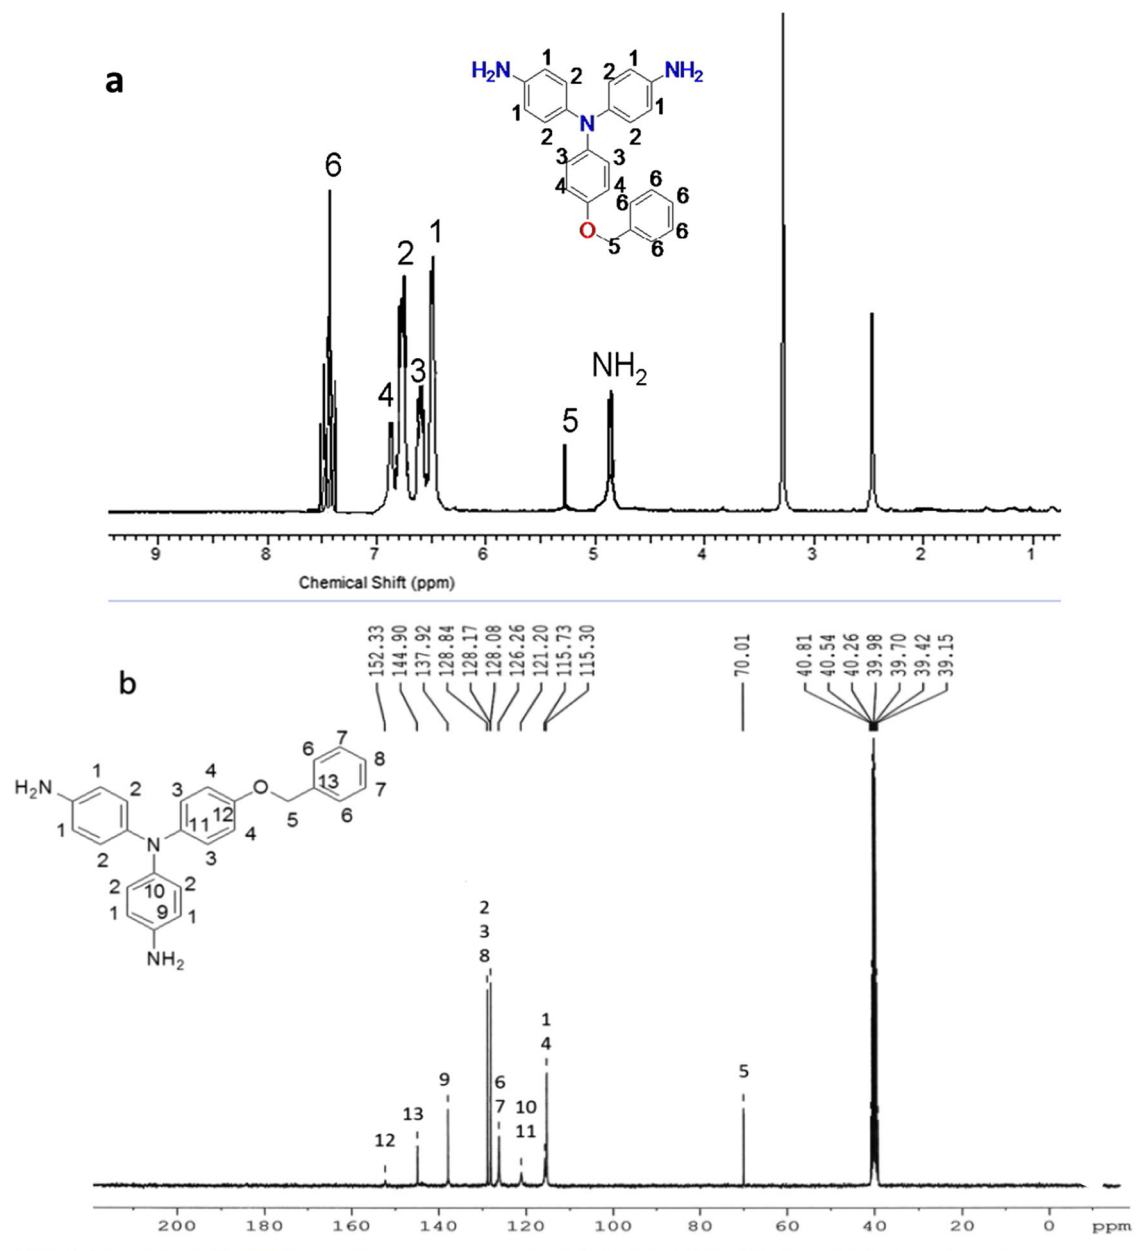 a
H₂N 1 2 2 1 NH₂
1 2 N 2 1
3 3
4 4 6 6 6
O 5 6 6
6
4 2 3 1
5 NH₂
9 8 7 6 5 4 3 2 1
Chemical Shift (ppm)
152.33
144.90
137.92
128.84
128.17
128.08
126.26
121.20
115.73
115.30
70.01
40.81
40.54
40.26
39.98
39.70
39.42
39.15
b
H₂N 1 2 3 4 O 6 7 8
1 2 N 11 12 4 5 13 6 7
3
2 10 2
1 9 1
NH₂
12
13
9
2
3
8
6
7
10
11
1
4
5
200 180 160 140 120 100 80 60 40 20 0 ppm